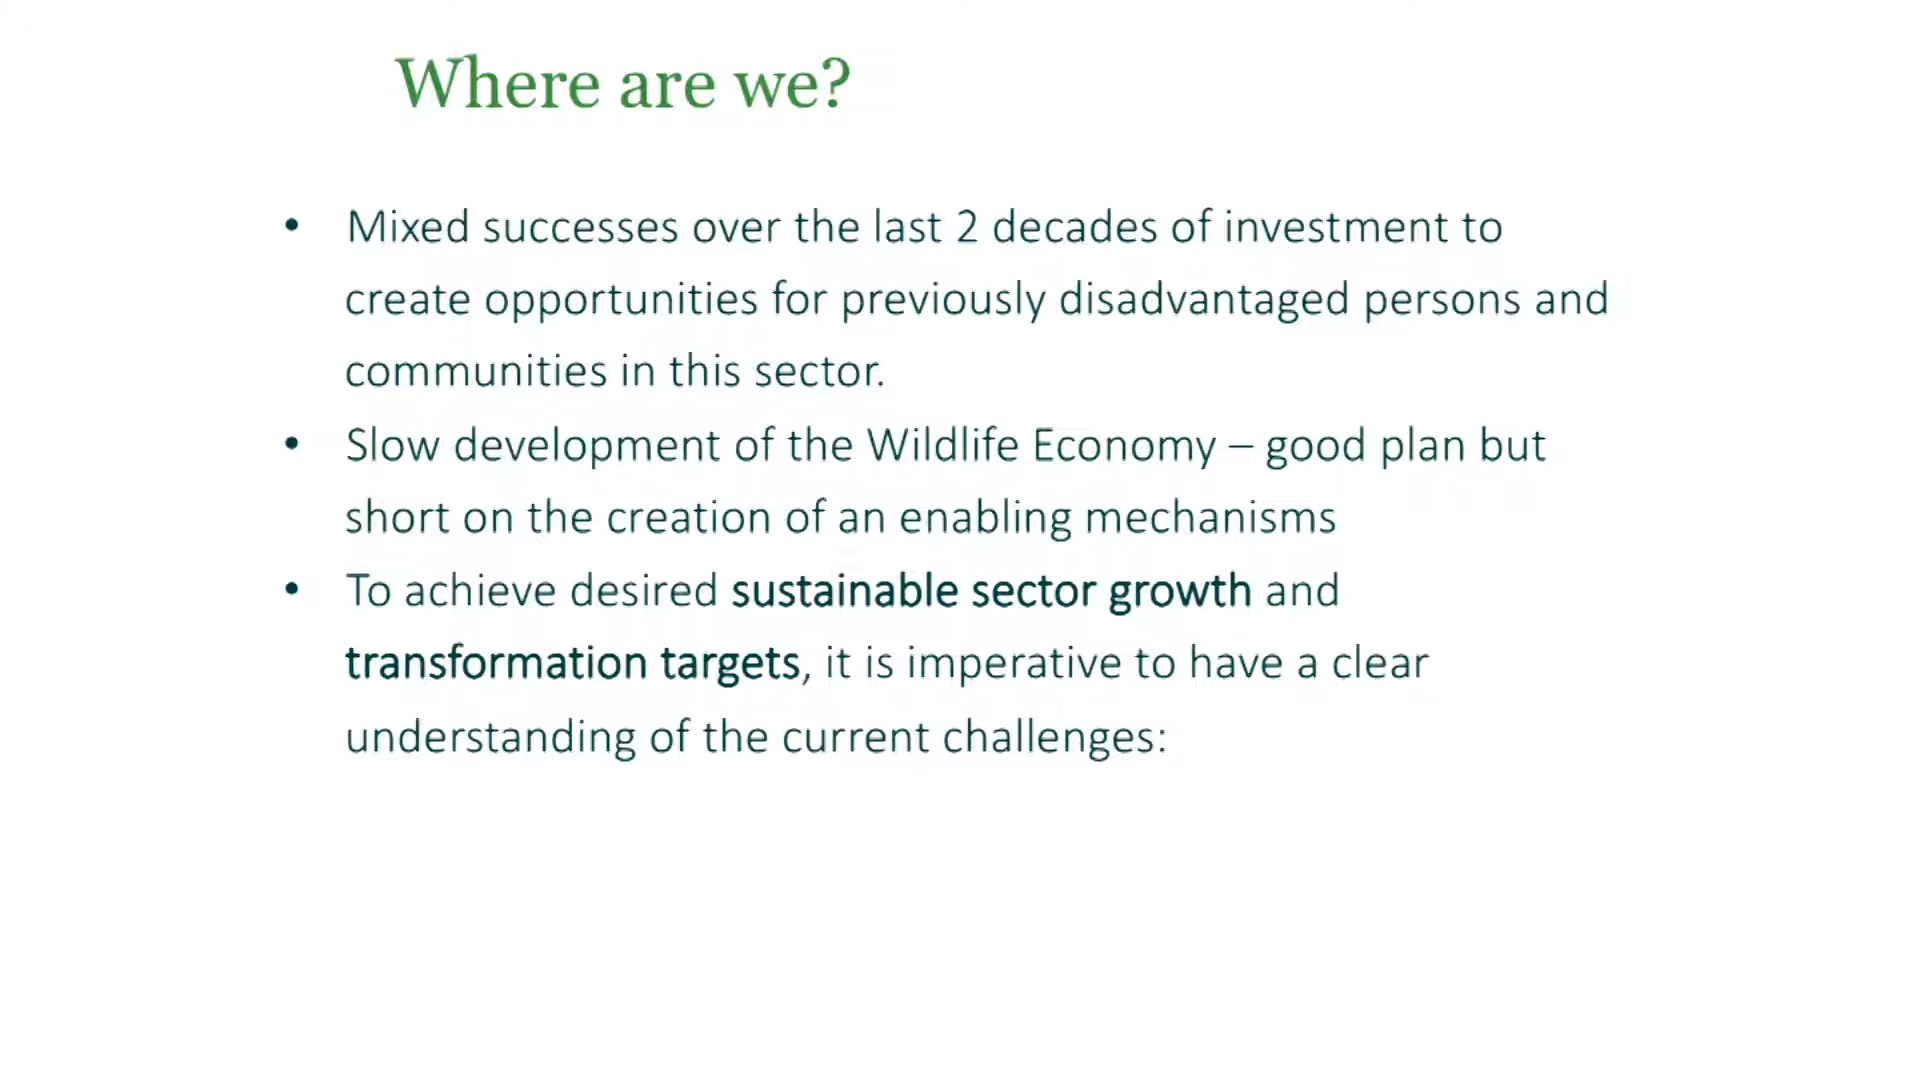 Where are we?
• Mixed successes over the last 2 decades of investment to
create opportunities for previously disadvantaged persons and
communities in this sector.
• Slow development of the Wildlife Economy – good plan but
short on the creation of an enabling mechanisms
• To achieve desired sustainable sector growth and
transformation targets, it is imperative to have a clear
understanding of the current challenges: